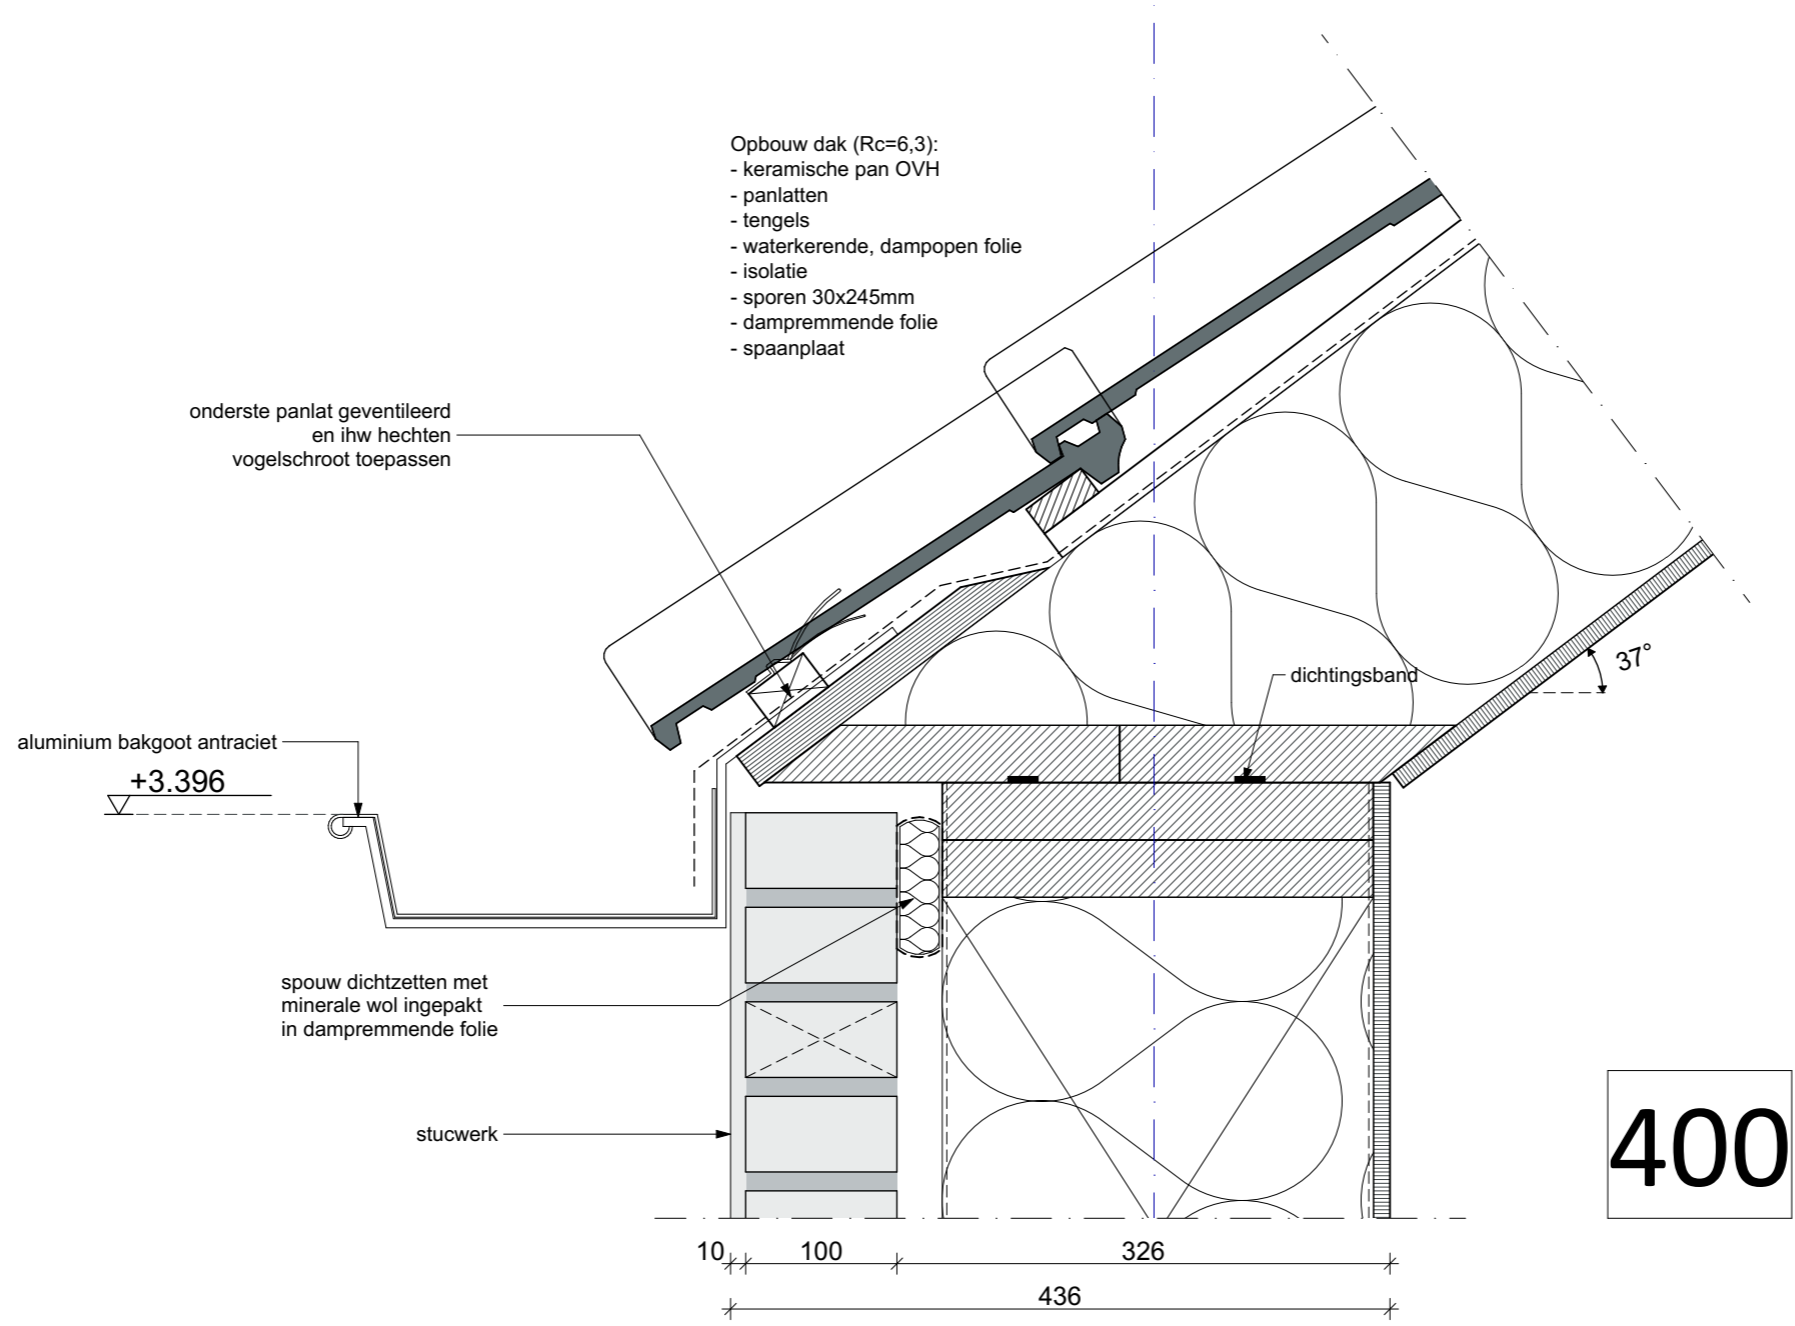 Opbouw dak (Rc=6,3):
- keramische pan OVH
- panlatten
- tengels
- waterkerende, dampopen folie
- isolatie
- sporen 30x245mm
- dampremmende folie
- spaanplaat
onderste panlat geventileerd
en ihw hechten
vogelschroot toepassen
dichtingsband
37°
aluminium bakgoot antraciet
+3.396
spouw dichtzetten met
minerale wol ingepakt
in dampremmende folie
stucwerk
400
10
100
326
436